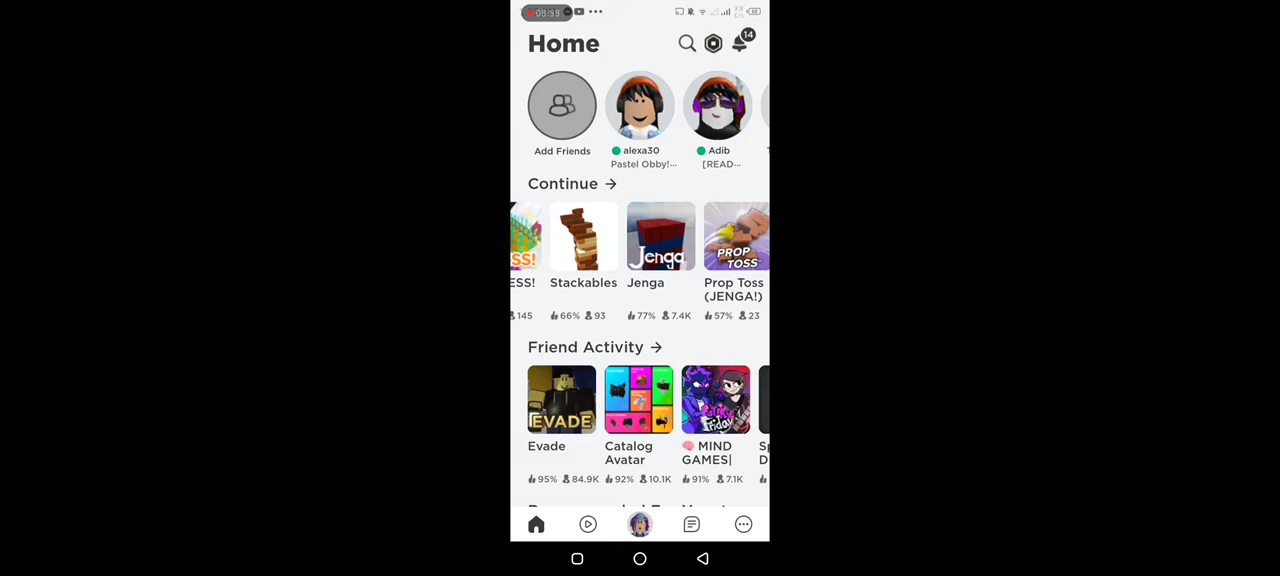 Home
14
Add Friends
alexa30
Adib
Pastel Obby!...
[READ...
Continue →
ESS!
Stackables
Jenga
Prop Toss
(JENGA!)
Jenga
PROP
TOSS
145
66% 93
77% 7.4K
57% 23
Friend Activity →
EVADE
Friday
Evade
Catalog
Avatar
🧠 MIND
GAMES|
Sp
D
95% 84.9K
92% 10.1K
91% 7.1K